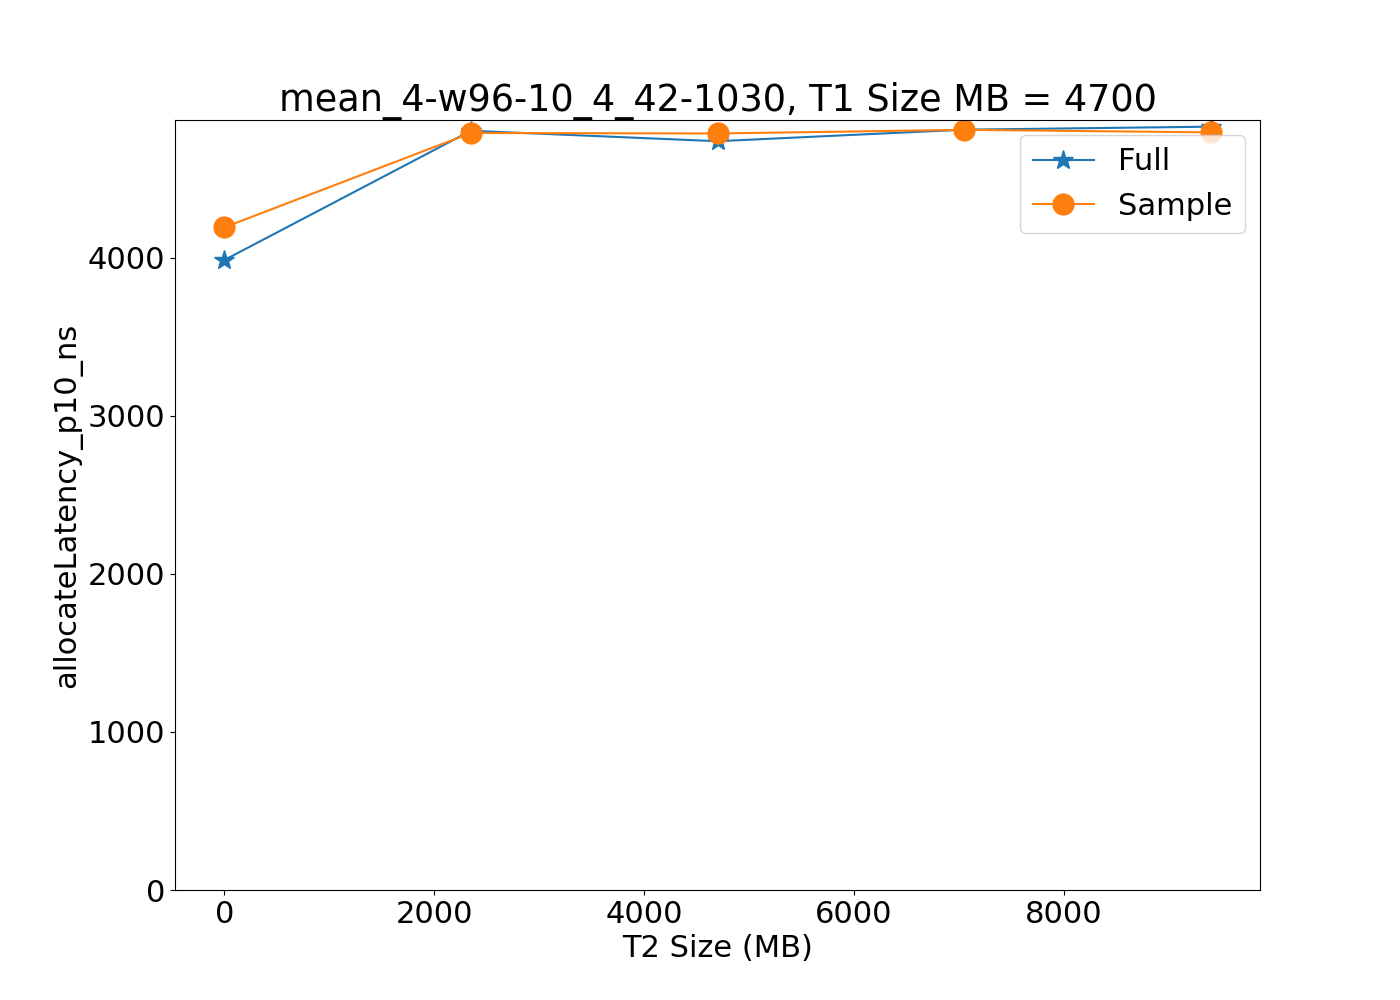 mean_4-w96-10_4_42-1030, T1 Size MB = 4700
Full
Sample
allocateLatency_p10_ns
4000
3000
2000
1000
0
0 2000 4000 6000 8000
T2 Size (MB)